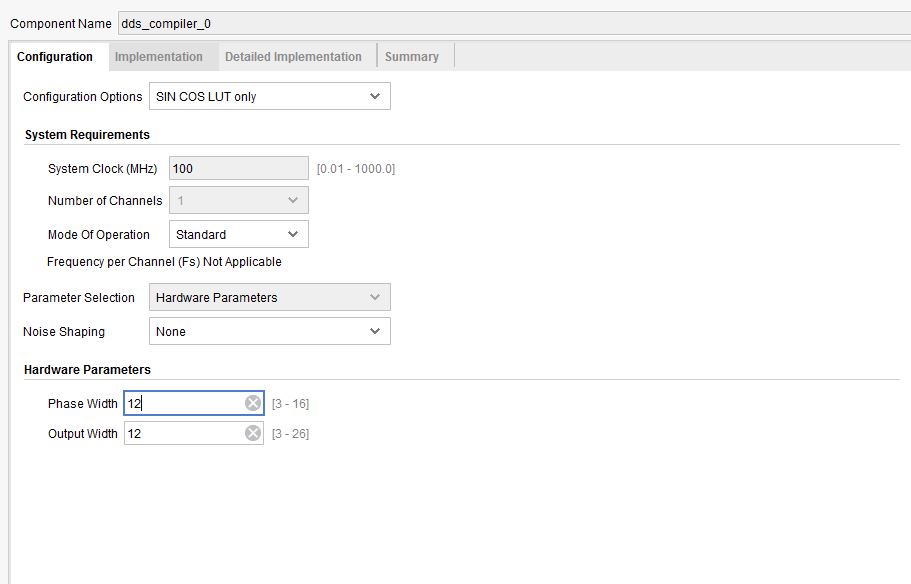 Component Name dds_compiler_0
Configuration Implementation Detailed Implementation Summary
Configuration Options SIN COS LUT only
System Requirements
System Clock (MHz) 100 [0.01 - 1000.0]
Number of Channels 1
Mode Of Operation Standard
Frequency per Channel (Fs) Not Applicable
Parameter Selection Hardware Parameters
Noise Shaping None
Hardware Parameters
Phase Width 12 [3 - 16]
Output Width 12 [3 - 26]